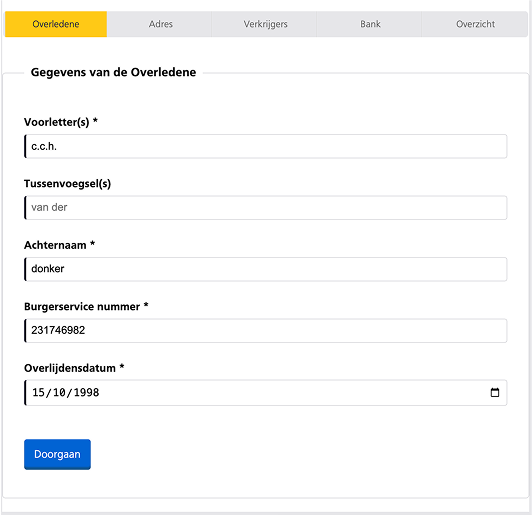 Overledene Adres Verkrijgers Bank Overzicht
Gegevens van de Overledene
Voorletter(s) *
c.c.h.
Tussenvoegsel(s)
van der
Achternaam *
donker
Burgerservice nummer *
231746982
Overlijdensdatum *
15/10/1998
Doorgaan